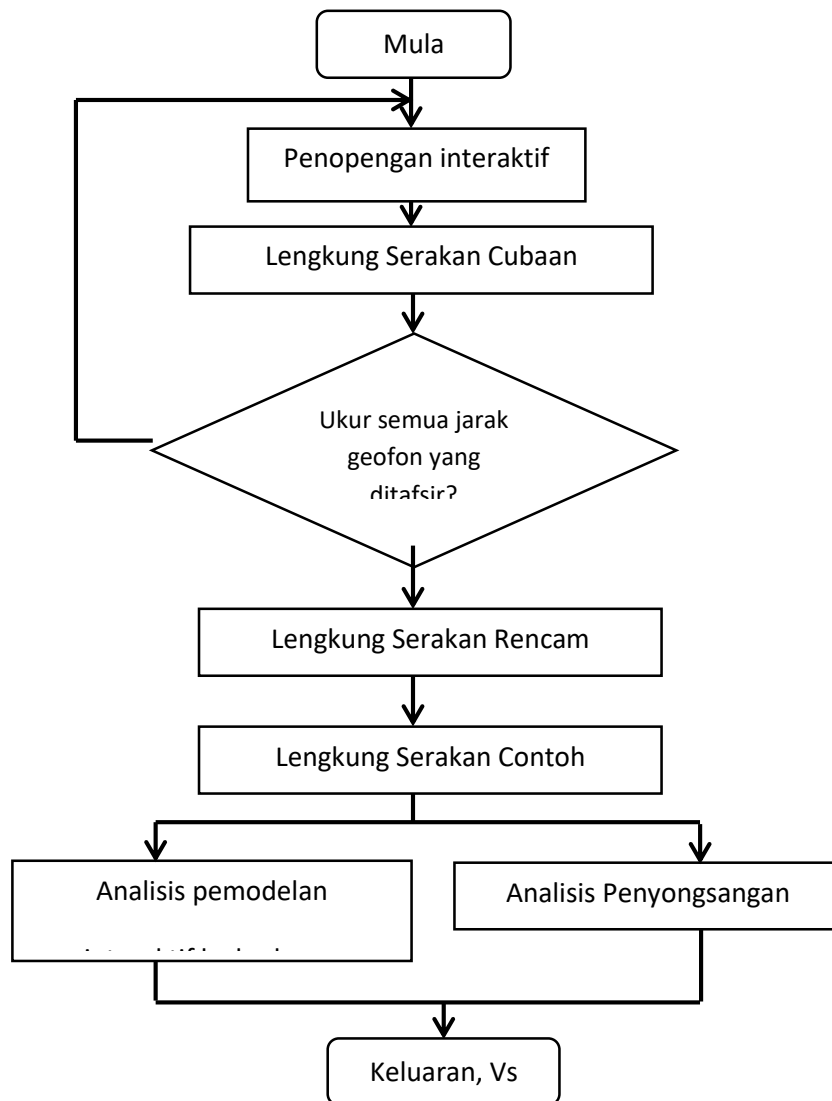 Mula
Penopengan interaktif
Lengkung Serakan Cubaan
Ukur semua jarak
geofon yang
ditafsir?
Lengkung Serakan Rencam
Lengkung Serakan Contoh
Analisis pemodelan
Analisis Penyongsangan
Keluaran, Vs